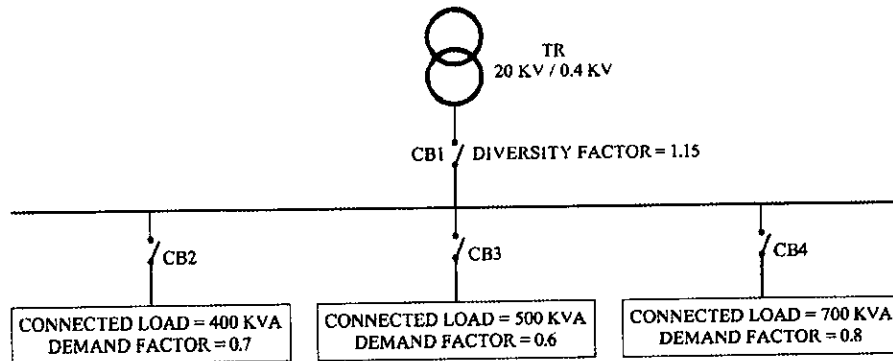 TR
20 KV / 0.4 KV
CB1 DIVERSITY FACTOR = 1.15
CB2
CB3
CB4
CONNECTED LOAD = 400 KVA
DEMAND FACTOR = 0.7
CONNECTED LOAD = 500 KVA
DEMAND FACTOR = 0.6
CONNECTED LOAD = 700 KVA
DEMAND FACTOR = 0.8